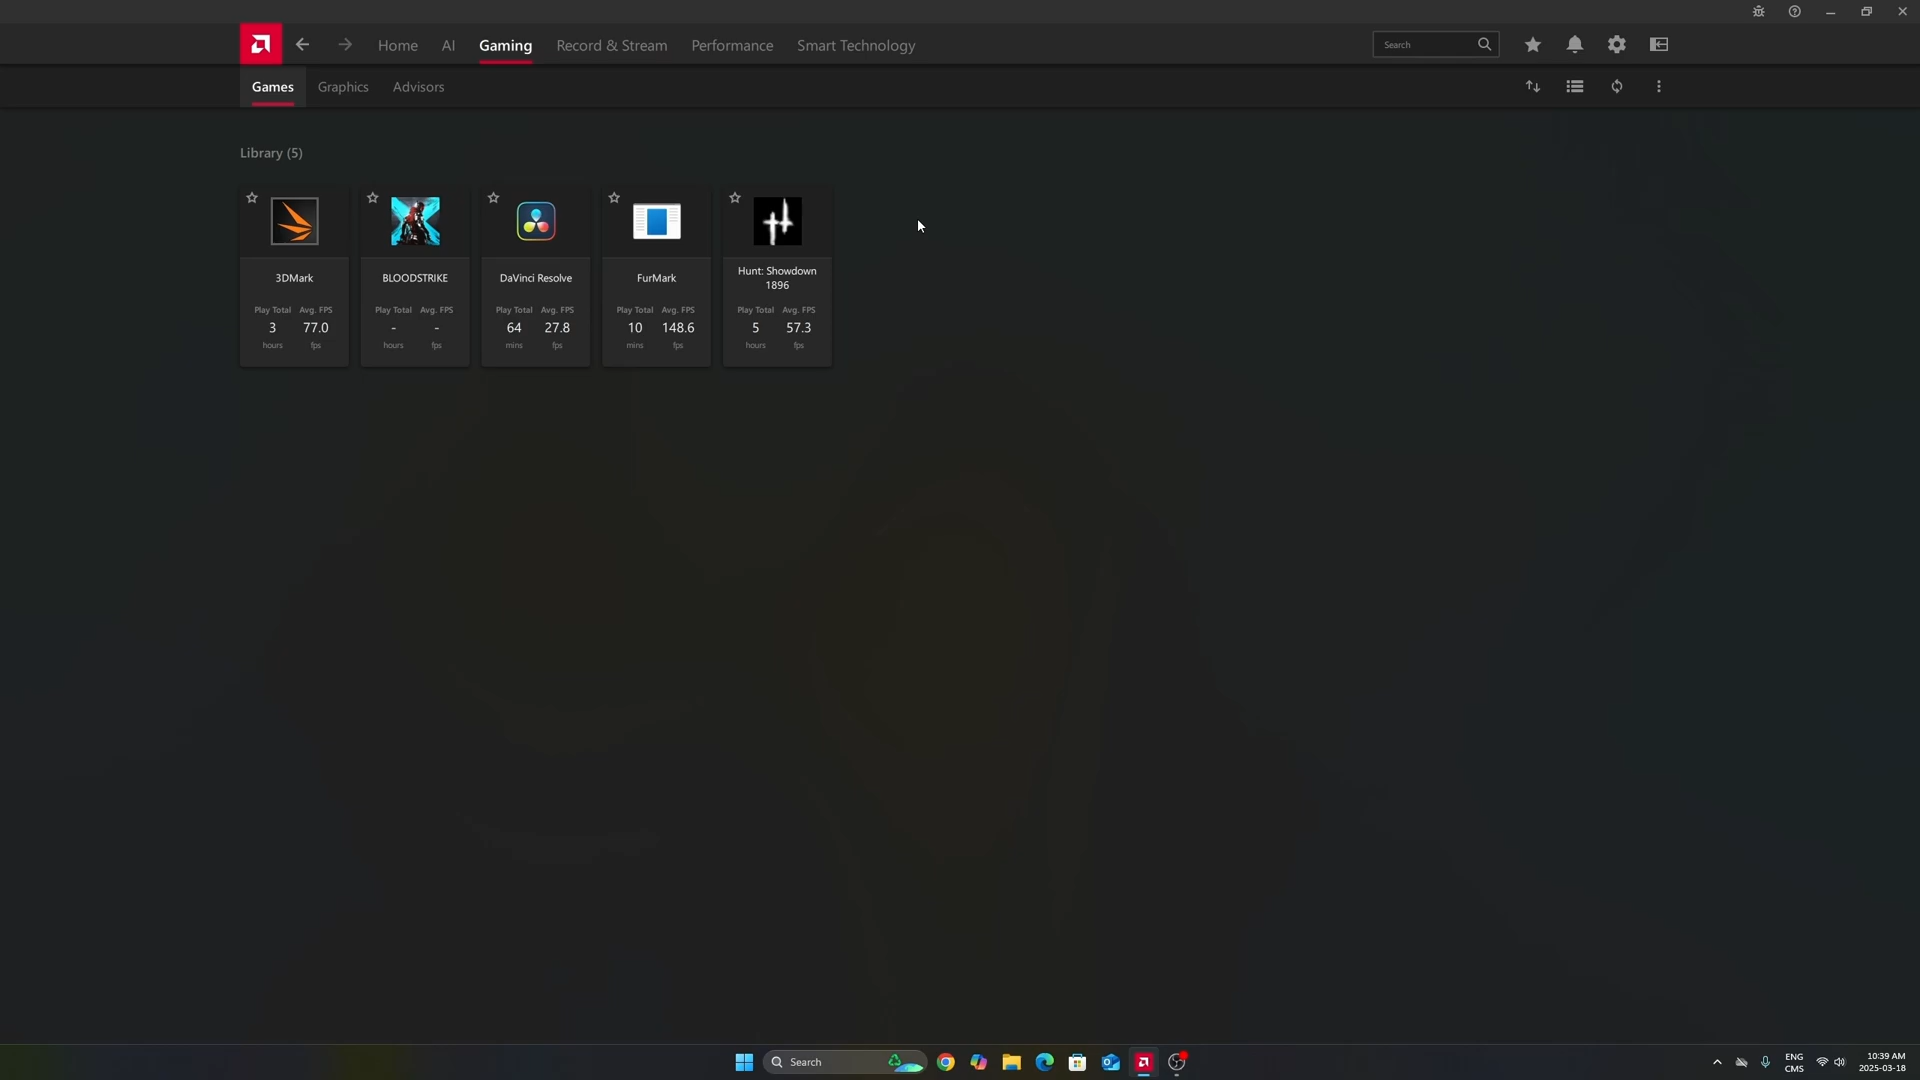 Home AI Gaming Record & Stream Performance Smart Technology Search
Games Graphics Advisors
Library (5)
3DMark
Play Total Avg. FPS
3 77.0
hours fps
BLOODSTRIKE
Play Total Avg. FPS
- -
hours fps
DaVinci Resolve
Play Total Avg. FPS
64 27.8
mins fps
FurMark
Play Total Avg. FPS
10 148.6
mins fps
Hunt: Showdown
1896
Play Total Avg. FPS
5 57.3
hours fps
Search
ENG
CMS
10:39 AM
2025-03-18